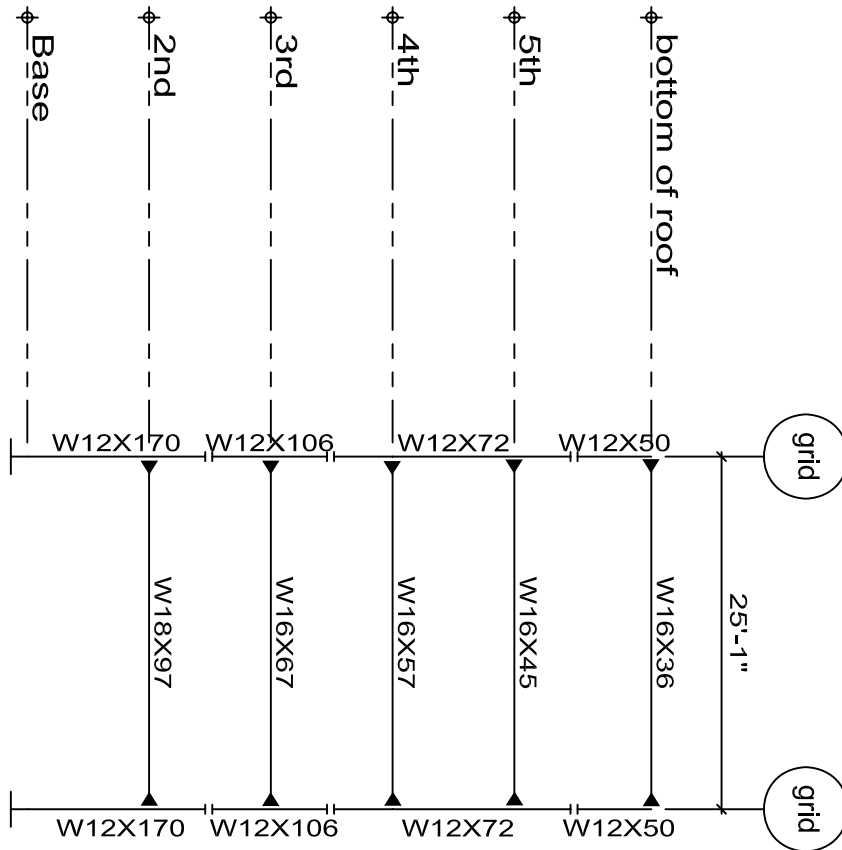 grid
grid
25'-1"
bottom of roof
W12X50
W16X36
W12X50
5th
W12X72
W16X45
W12X72
4th
W16X57
3rd
W12X106
W16X67
W12X106
2nd
W12X170
W18X97
W12X170
Base